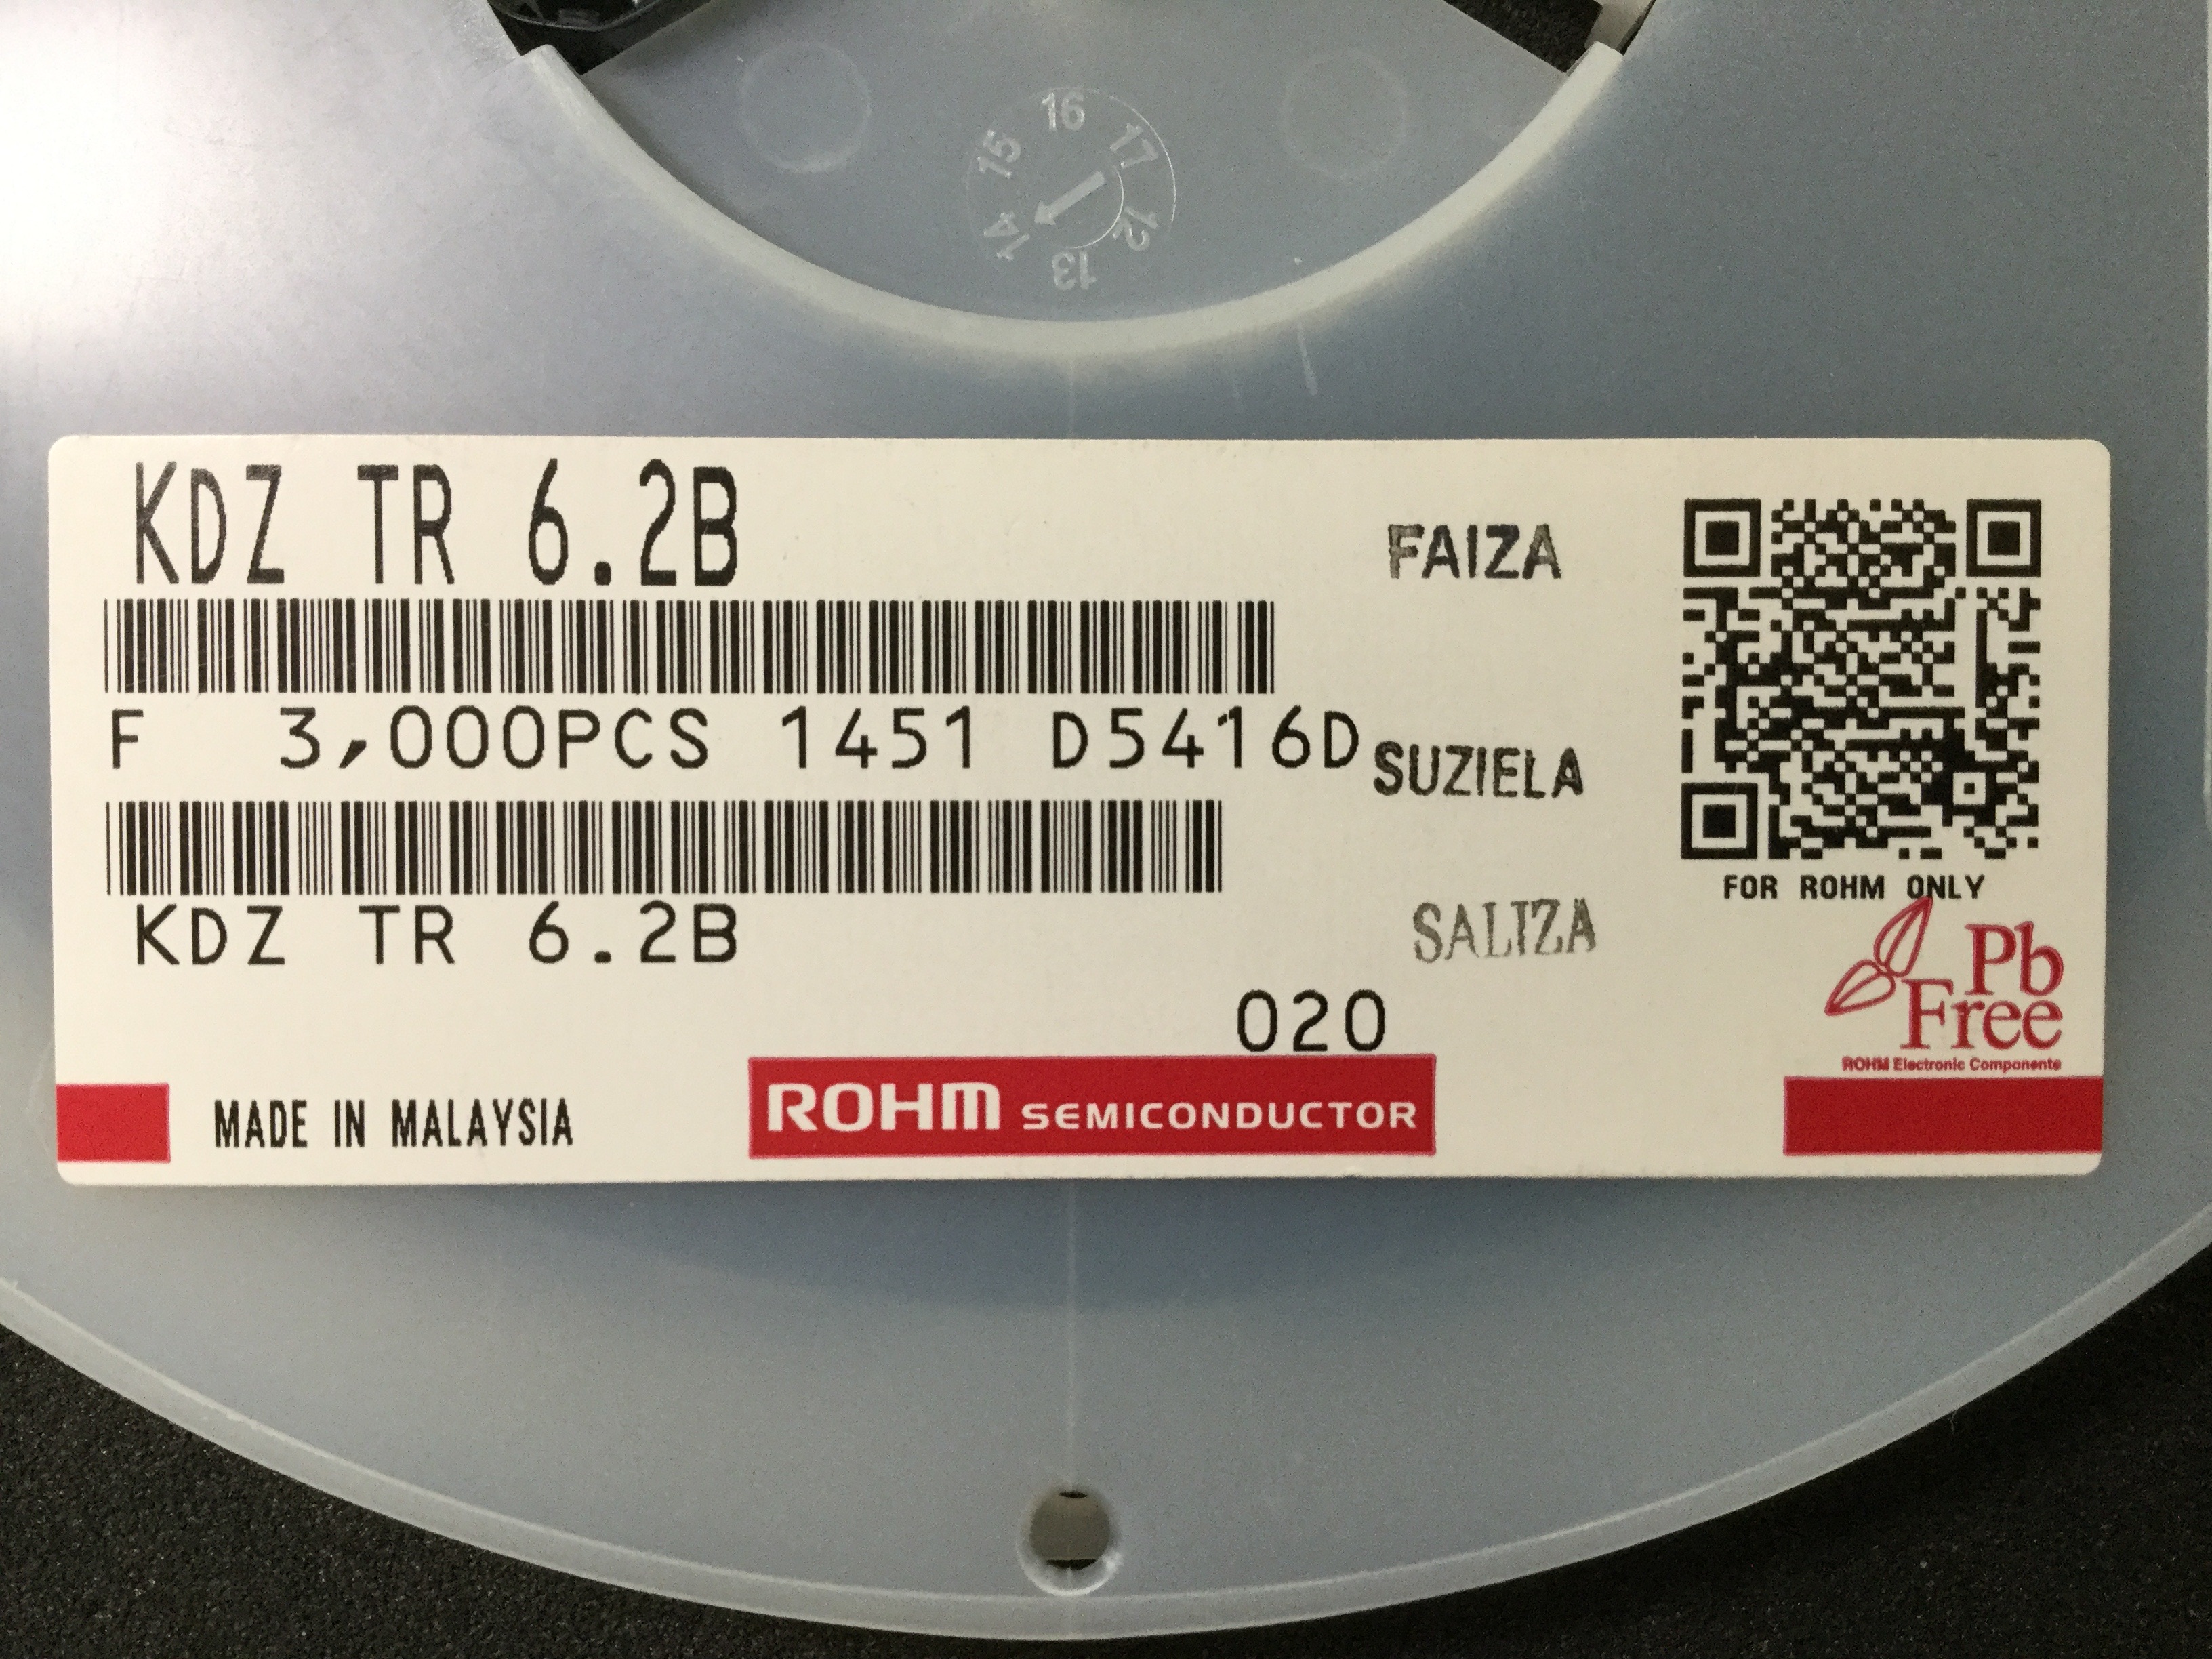 16
15 17
14 12
13
KDZ TR 6.2B
FAIZA
F 3,000PCS 1451 D5416D
SUZIELA
FOR ROHM ONLY
KDZ TR 6.2B
SALIZA
Pb
Free
ROHM Electronic Components
020
MADE IN MALAYSIA
ROHM SEMICONDUCTOR